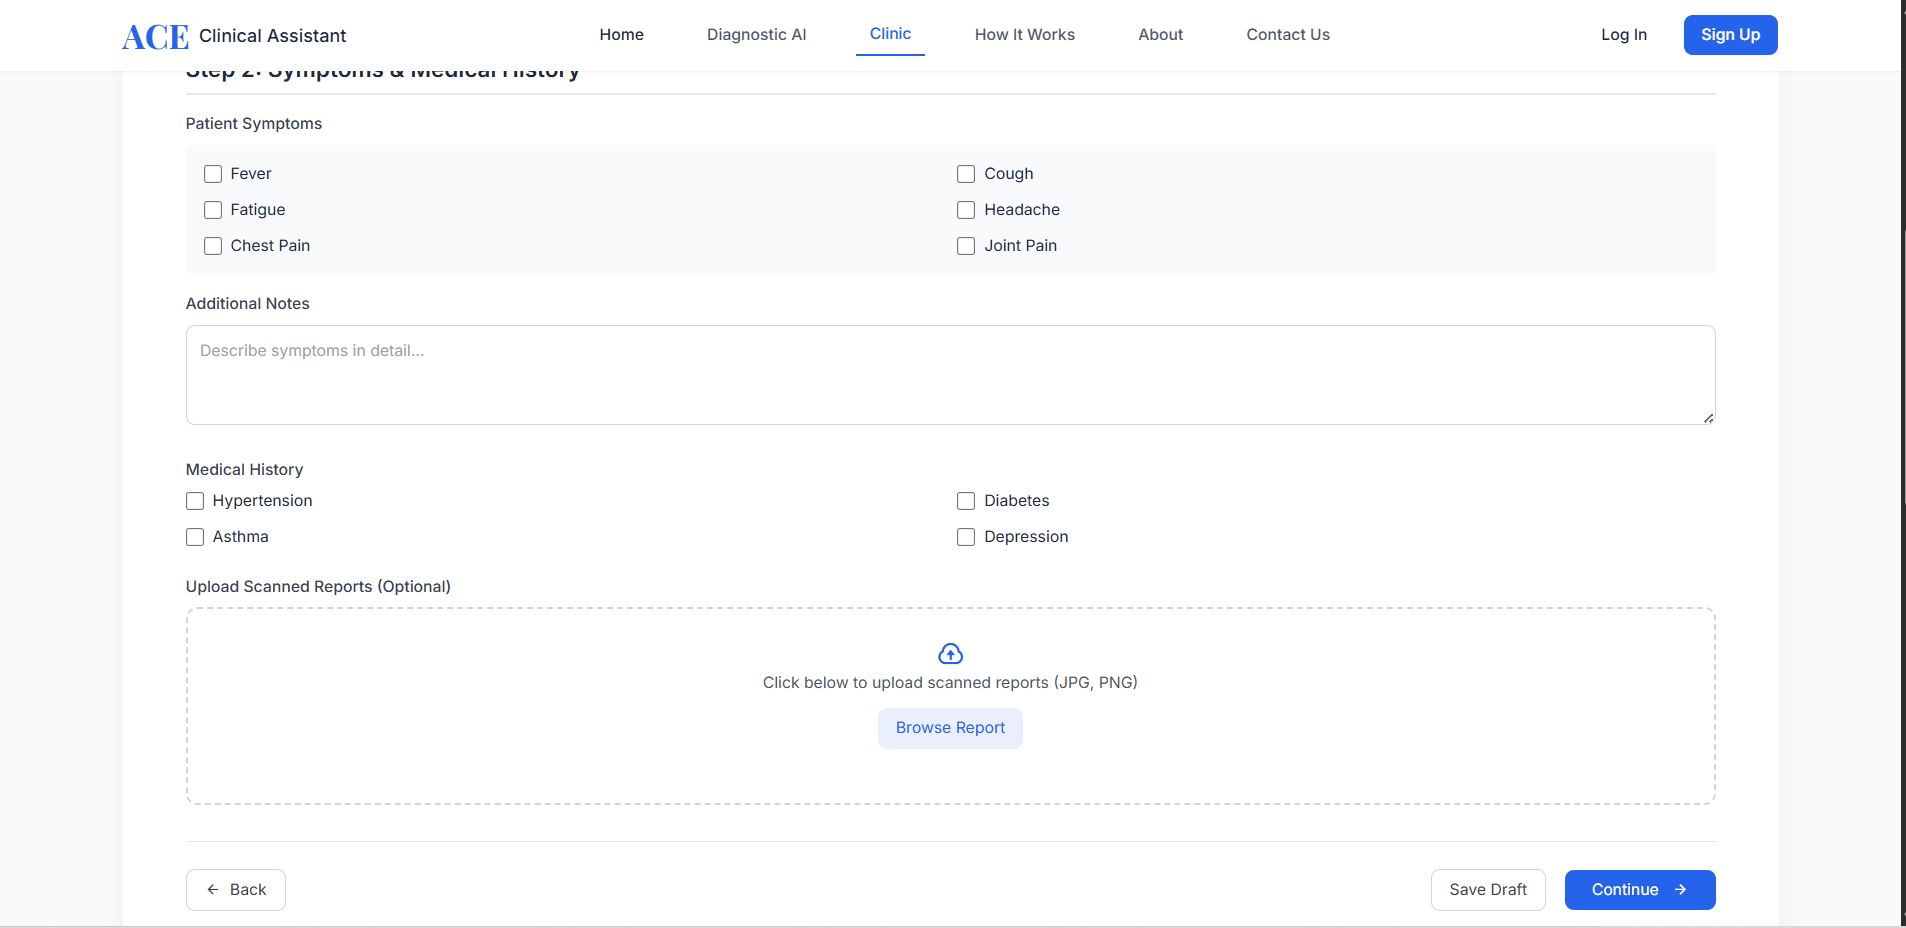 ACE Clinical Assistant
Home
Diagnostic AI
Clinic
How It Works
About
Contact Us
Log In
Sign Up
Step 2: Symptoms & Medical History
Patient Symptoms
Fever
Cough
Fatigue
Headache
Chest Pain
Joint Pain
Additional Notes
Describe symptoms in detail...
Medical History
Hypertension
Diabetes
Asthma
Depression
Upload Scanned Reports (Optional)
Click below to upload scanned reports (JPG, PNG)
Browse Report
← Back
Save Draft
Continue →